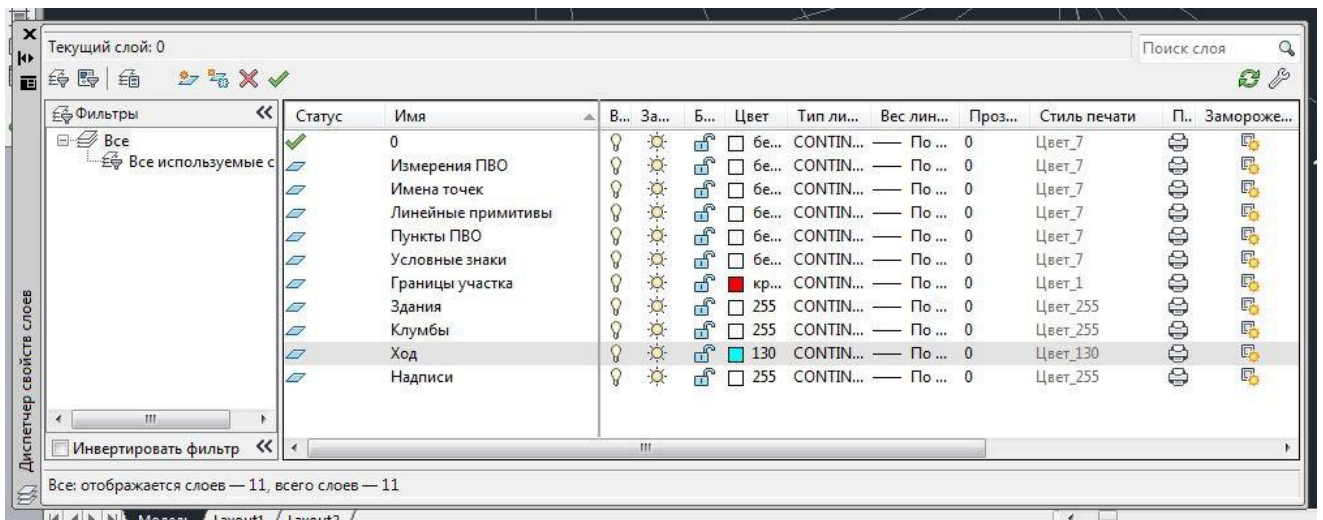 Текущий слой: 0
Поиск слоя
Фильтры
Все
Все используемые с
Статус Имя В... За... Б... Цвет Тип ли... Вес лин... Проз... Стиль печати П.. Замороже...
0 бе... CONTIN... По ... 0 Цвет_7
Измерения ПВО бе... CONTIN... По ... 0 Цвет_7
Имена точек бе... CONTIN... По ... 0 Цвет_7
Линейные примитивы бе... CONTIN... По ... 0 Цвет_7
Пункты ПВО бе... CONTIN... По ... 0 Цвет_7
Условные знаки бе... CONTIN... По ... 0 Цвет_7
Границы участка кр... CONTIN... По ... 0 Цвет_1
Здания 255 CONTIN... По ... 0 Цвет_255
Клумбы 255 CONTIN... По ... 0 Цвет_255
Ход 130 CONTIN... По ... 0 Цвет_130
Надписи 255 CONTIN... По ... 0 Цвет_255
Инвертировать фильтр
Диспетчер свойств слоев
Все: отображается слоев — 11, всего слоев — 11
Модель Layout1 Layout2